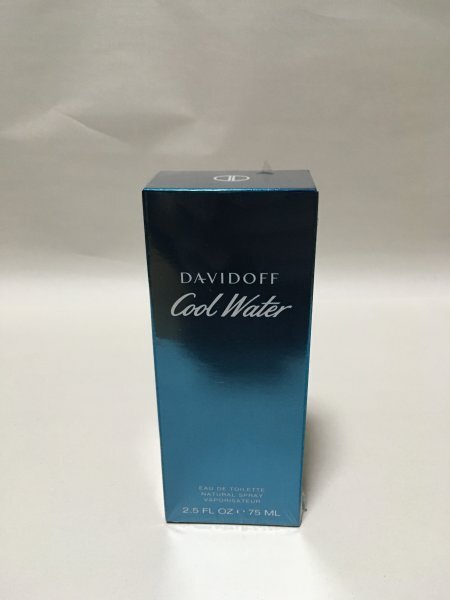 DAVIDOFF
Cool Water
EAU DE TOILETTE
NATURAL SPRAY
VAPORISATEUR
2.5 FL OZ e 75 ML